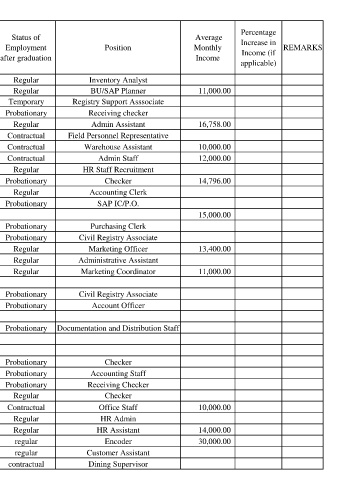 Status of Employment after graduation Position Average Monthly Income Percentage Increase in Income (if applicable) REMARKS
Regular Inventory Analyst
Regular BU/SAP Planner 11,000.00
Temporary Registry Support Asssociate
Probationary Receiving checker
Regular Admin Assistant 16,758.00
Contractual Field Personnel Representative
Contractual Warehouse Assistant 10,000.00
Contractual Admin Staff 12,000.00
Regular HR Staff Recruitment
Probationary Checker 14,796.00
Regular Accounting Clerk
Probationary SAP IC/P.O.
15,000.00
Probationary Purchasing Clerk
Probationary Civil Registry Associate
Regular Marketing Officer 13,400.00
Regular Administrative Assistant
Regular Marketing Coordinator 11,000.00
Probationary Civil Registry Associate
Probationary Account Officer
Probationary Documentation and Distribution Staff
Probationary Checker
Probationary Accounting Staff
Probationary Receiving Checker
Regular Checker
Contractual Office Staff 10,000.00
Regular HR Admin
Regular HR Assistant 14,000.00
regular Encoder 30,000.00
regular Customer Assistant
contractual Dining Supervisor